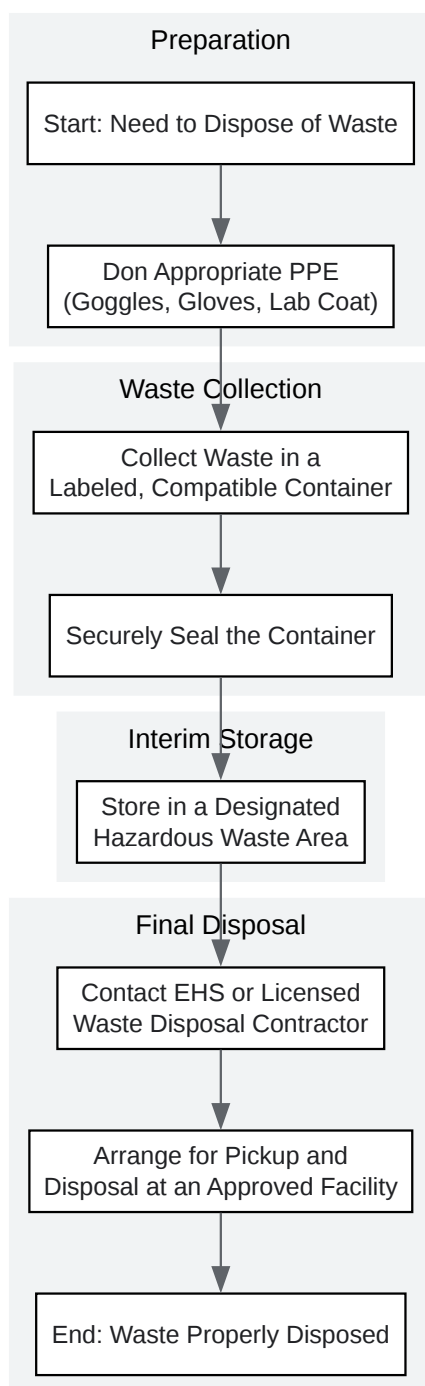 Preparation
Start: Need to Dispose of Waste
Don Appropriate PPE
(Goggles, Gloves, Lab Coat)
Waste Collection
Collect Waste in a
Labeled, Compatible Container
Securely Seal the Container
Interim Storage
Store in a Designated
Hazardous Waste Area
Final Disposal
Contact EHS or Licensed
Waste Disposal Contractor
Arrange for Pickup and
Disposal at an Approved Facility
End: Waste Properly Disposed